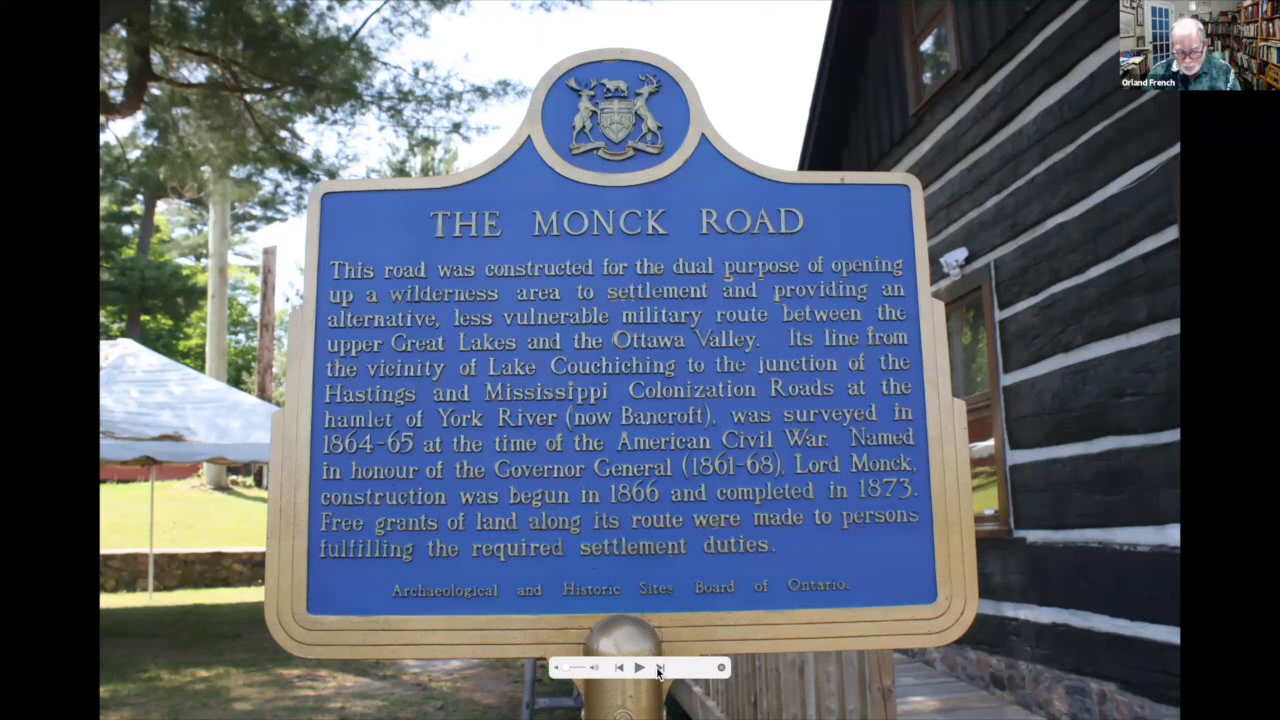 Orland French
THE MONCK ROAD
This road was constructed for the dual purpose of opening
up a wilderness area to settlement and providing an
alternative, less vulnerable military route between the
upper Great Lakes and the Ottawa Valley. Its line from
the vicinity of Lake Couchiching to the junction of the
Hastings and Mississippi Colonization Roads at the
hamlet of York River (now Bancroft), was surveyed in
1864-65 at the time of the American Civil War. Named
in honour of the Governor General (1861-68), Lord Monck,
construction was begun in 1866 and completed in 1873.
Free grants of land along its route were made to persons
fulfilling the required settlement duties.
Archaeological and Historic Sites Board of Ontario.